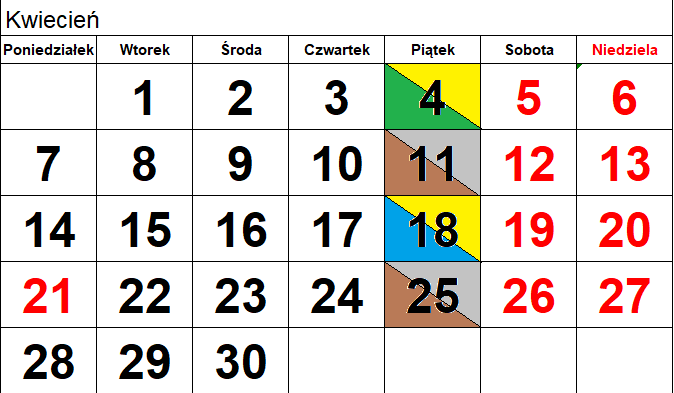 Kwiecień
Poniedziałek Wtorek Środa Czwartek Piątek Sobota Niedziela
1 2 3 4 5 6
7 8 9 10 11 12 13
14 15 16 17 18 19 20
21 22 23 24 25 26 27
28 29 30